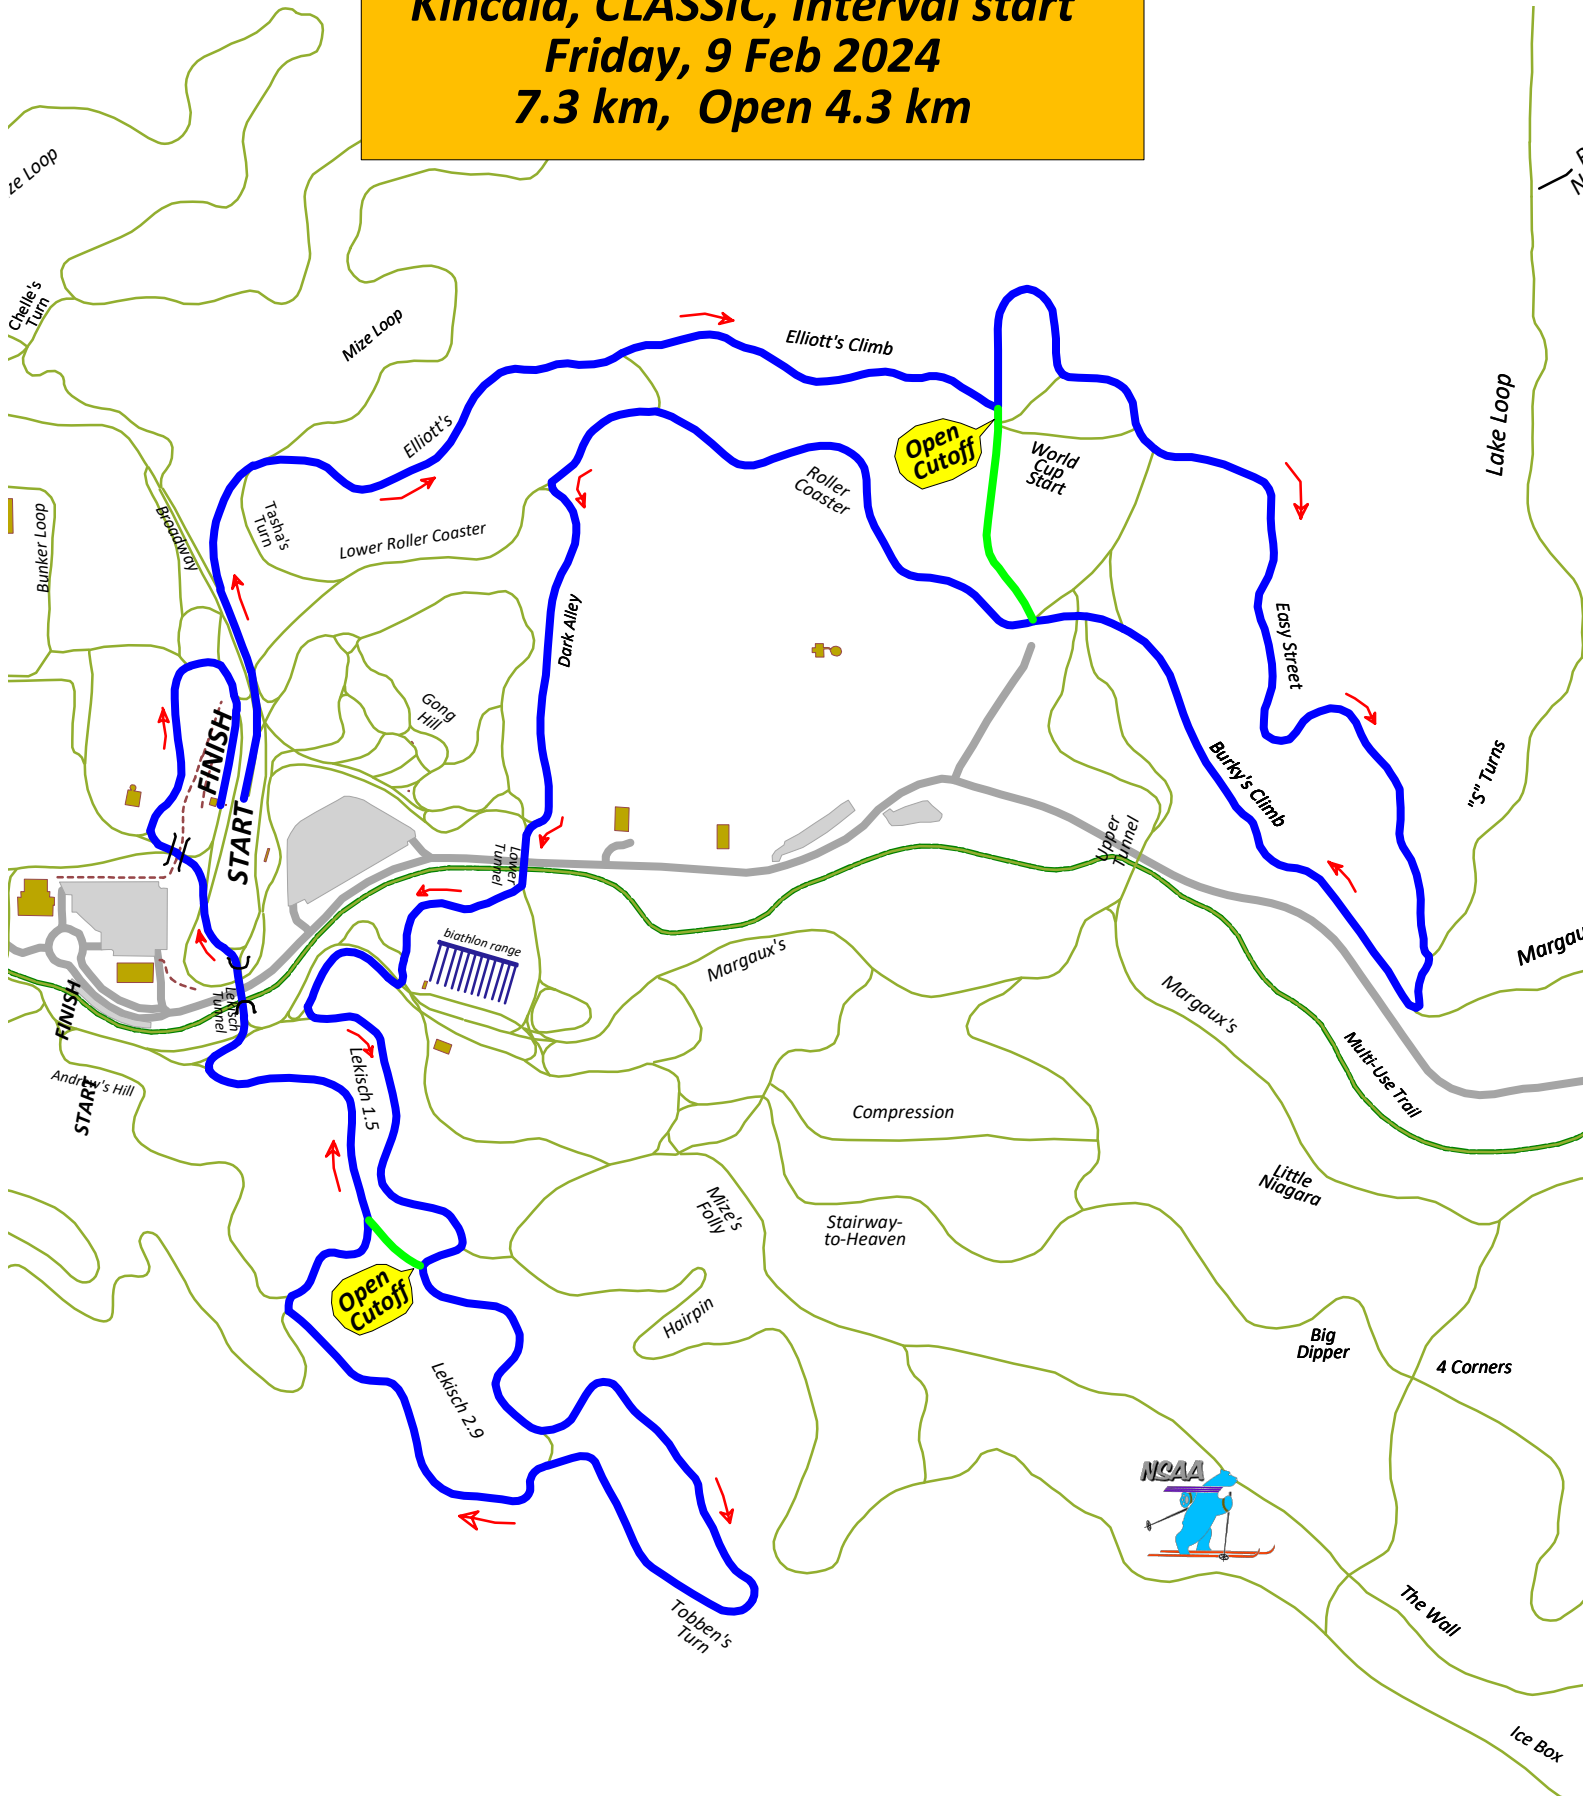 Kincaid, CLASSIC, Interval start
Friday, 9 Feb 2024
7.3 km, Open 4.3 km
ze Loop
Chelle's
Turn
Mize Loop
Elliott's Climb
Elliott's
Open
Cutoff
World
Cup
Start
Roller
Coaster
Lake Loop
Bunker Loop
Broadway
Tasha's
Turn
Lower Roller Coaster
Dark Alley
Easy Street
Gong
Hill
FINISH
START
Burky's Climb
"S" Turns
Upper
Tunnel
Lower
Tunnel
biathlon range
Margaux's
Margau
Margaux's
Lekisch
Tunnel
FINISH
START
Andrew's Hill
Lekisch 1.5
Multi-Use Trail
Compression
Little
Niagara
Mize's
Folly
Stairway-
to-Heaven
Open
Cutoff
Hairpin
Big
Dipper
4 Corners
Lekisch 2.9
NSAA
Tobben's
Turn
The Wall
Ice Box